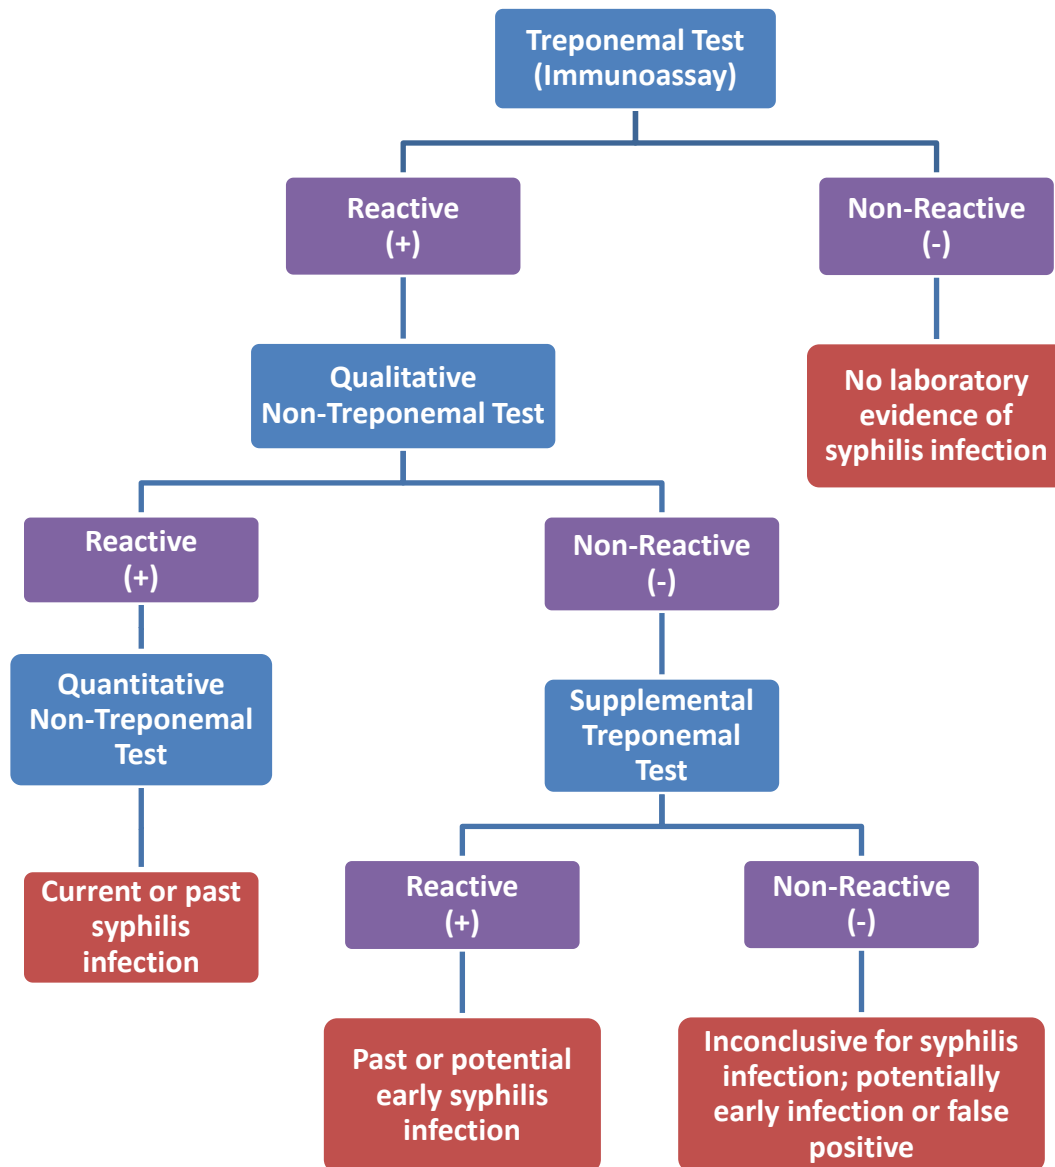 Treponemal Test
(Immunoassay)
Reactive
(+)
Non-Reactive
(-)
Qualitative
Non-Treponemal Test
No laboratory
evidence of
syphilis infection
Reactive
(+)
Non-Reactive
(-)
Quantitative
Non-Treponemal
Test
Supplemental
Treponemal
Test
Current or past
syphilis
infection
Reactive
(+)
Non-Reactive
(-)
Past or potential
early syphilis
infection
Inconclusive for syphilis
infection; potentially
early infection or false
positive